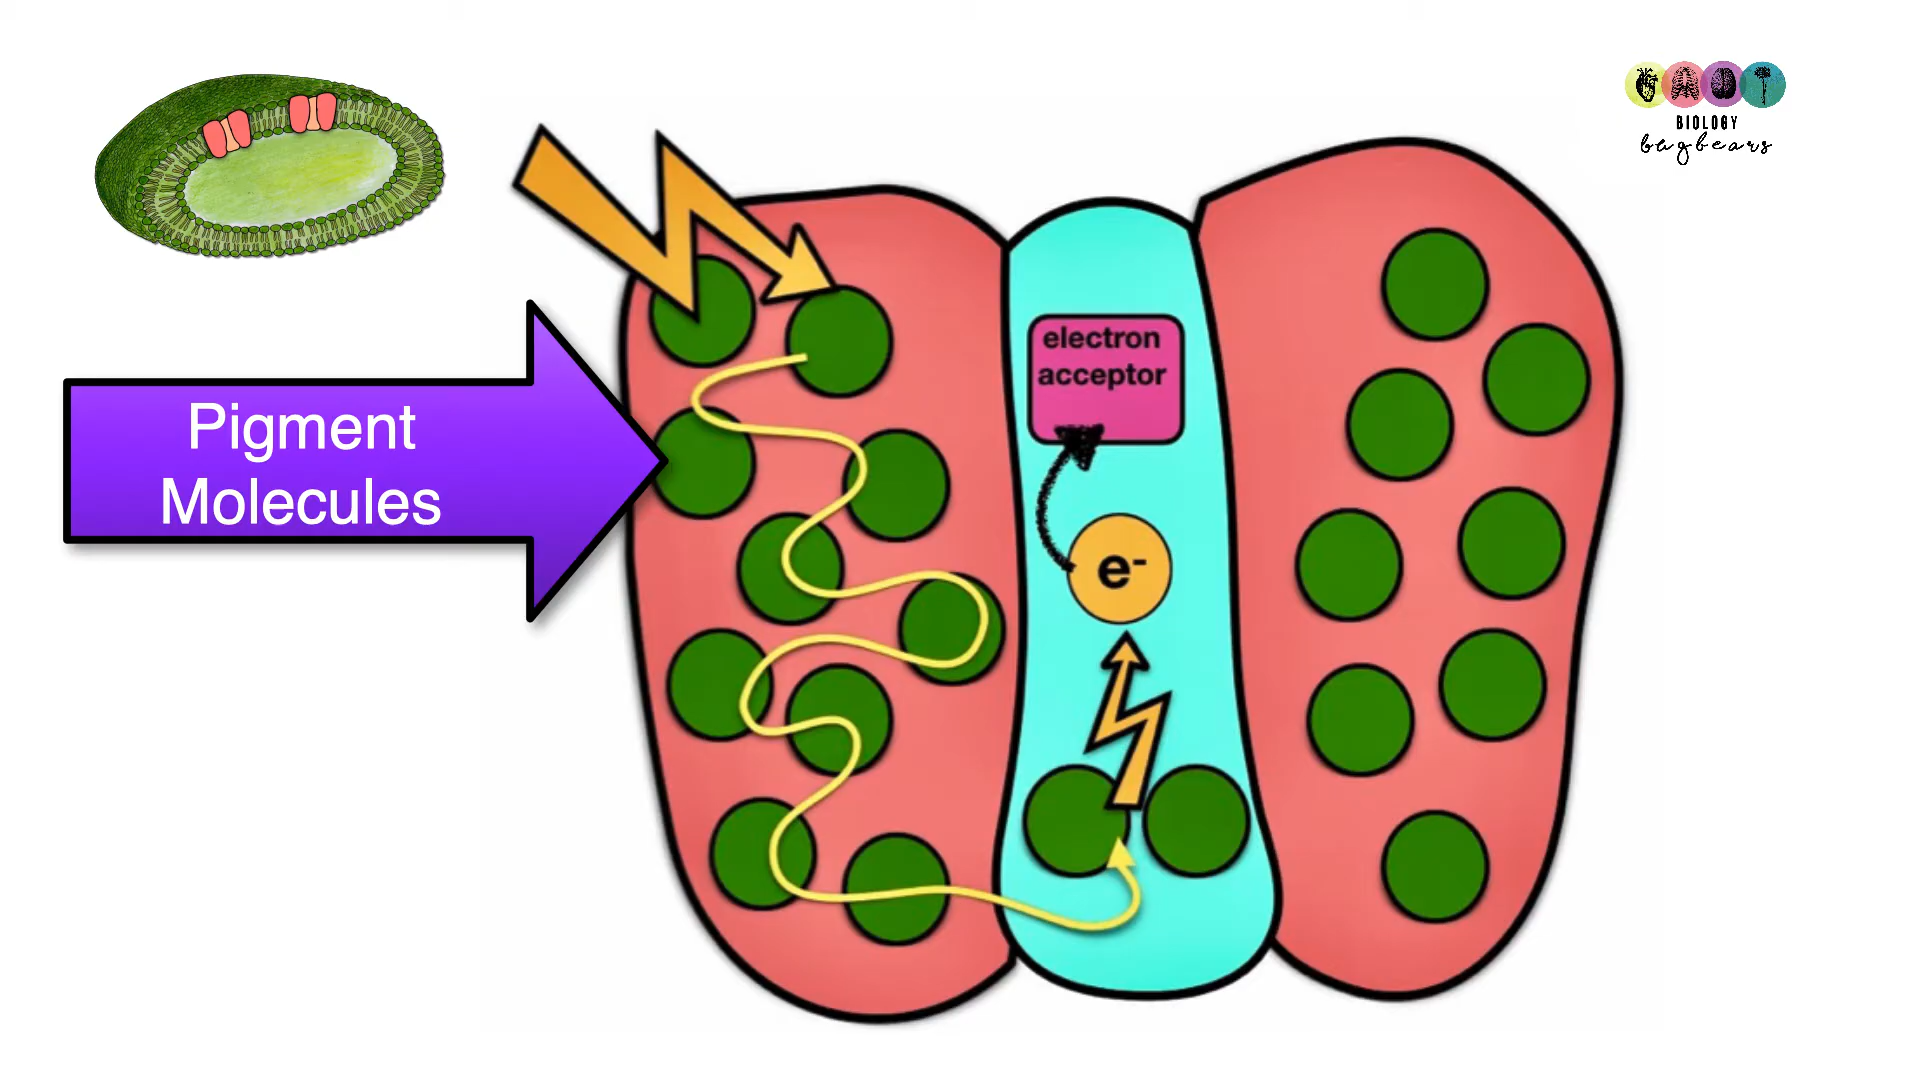 BIOLOGY
bugbears
electron
acceptor
Pigment
Molecules
e-